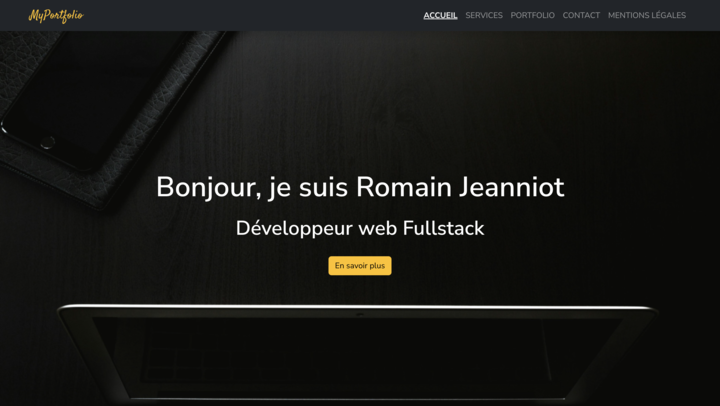 MyPortfolio
ACCUEIL SERVICES PORTFOLIO CONTACT MENTIONS LÉGALES
Bonjour, je suis Romain Jeanniot
Développeur web Fullstack
En savoir plus